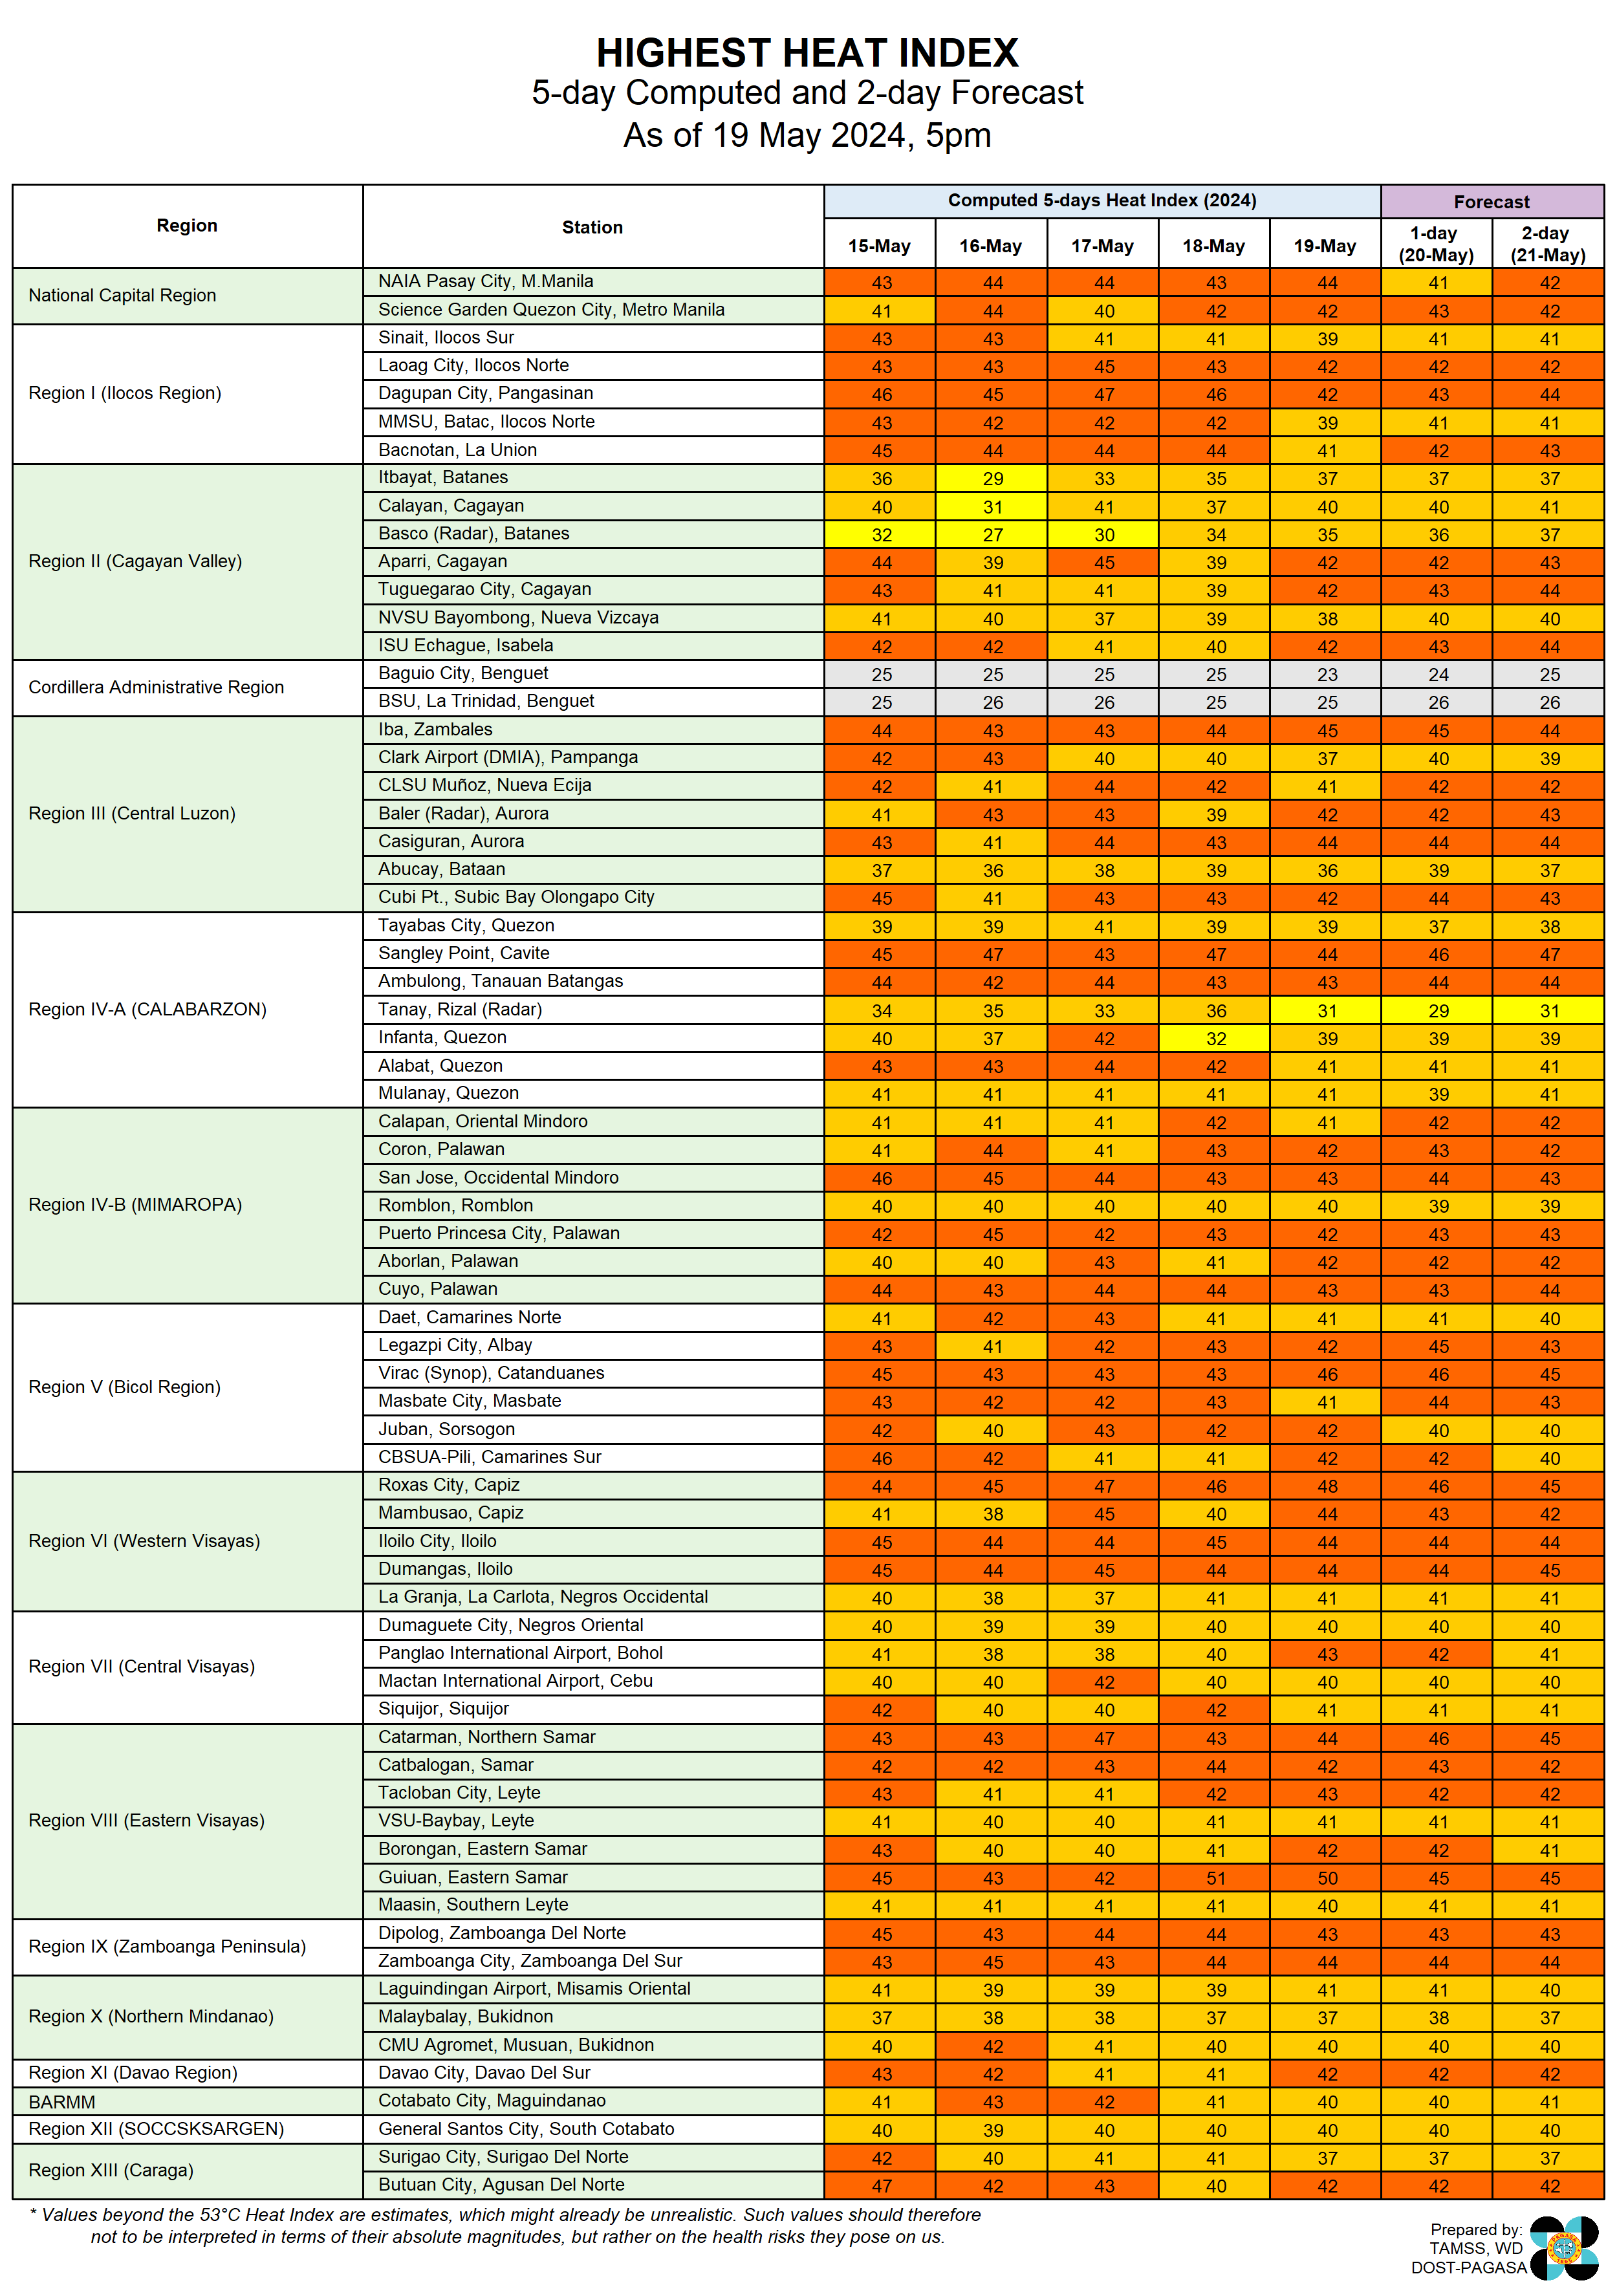 HIGHEST HEAT INDEX
5-day Computed and 2-day Forecast
As of 19 May 2024, 5pm
Region Station Computed 5-days Heat Index (2024) Forecast
15-May 16-May 17-May 18-May 19-May 1-day (20-May) 2-day (21-May)
National Capital Region
NAIA Pasay City, M.Manila 43 44 44 43 44 41 42
Science Garden Quezon City, Metro Manila 41 44 40 42 42 43 42
Region I (Ilocos Region)
Sinait, Ilocos Sur 43 43 41 41 39 41 41
Laoag City, Ilocos Norte 43 43 45 43 42 42 42
Dagupan City, Pangasinan 46 45 47 46 42 43 44
MMSU, Batac, Ilocos Norte 43 42 42 42 39 41 41
Bacnotan, La Union 45 44 44 44 41 42 43
Region II (Cagayan Valley)
Itbayat, Batanes 36 29 33 35 37 37 37
Calayan, Cagayan 40 31 41 37 40 40 41
Basco (Radar), Batanes 32 27 30 34 35 36 37
Aparri, Cagayan 44 39 45 39 42 42 43
Tuguegarao City, Cagayan 43 41 41 39 42 43 44
NVSU Bayombong, Nueva Vizcaya 41 40 37 39 38 40 40
ISU Echague, Isabela 42 42 41 40 42 43 44
Cordillera Administrative Region
Baguio City, Benguet 25 25 25 25 23 24 25
BSU, La Trinidad, Benguet 25 26 26 25 25 26 26
Region III (Central Luzon)
Iba, Zambales 44 43 43 44 45 45 44
Clark Airport (DMIA), Pampanga 42 43 40 40 37 40 39
CLSU Muñoz, Nueva Ecija 42 41 44 42 41 42 42
Baler (Radar), Aurora 41 43 43 39 42 42 43
Casiguran, Aurora 43 41 44 43 44 44 44
Abucay, Bataan 37 36 38 39 36 39 37
Cubi Pt., Subic Bay Olongapo City 45 41 43 43 42 44 43
Region IV-A (CALABARZON)
Tayabas City, Quezon 39 39 41 39 39 37 38
Sangley Point, Cavite 45 47 43 47 44 46 47
Ambulong, Tanauan Batangas 44 42 44 43 43 44 44
Tanay, Rizal (Radar) 34 35 33 36 31 29 31
Infanta, Quezon 40 37 42 32 39 39 39
Alabat, Quezon 43 43 44 42 41 41 41
Mulanay, Quezon 41 41 41 41 41 39 41
Region IV-B (MIMAROPA)
Calapan, Oriental Mindoro 41 41 41 42 41 42 42
Coron, Palawan 41 44 41 43 42 43 42
San Jose, Occidental Mindoro 46 45 44 43 43 44 43
Romblon, Romblon 40 40 40 40 40 39 39
Puerto Princesa City, Palawan 42 45 42 43 42 43 43
Aborlan, Palawan 40 40 43 41 42 42 42
Cuyo, Palawan 44 43 44 44 43 43 44
Region V (Bicol Region)
Daet, Camarines Norte 41 42 43 41 41 41 40
Legazpi City, Albay 43 41 42 43 42 45 43
Virac (Synop), Catanduanes 45 43 43 43 46 46 45
Masbate City, Masbate 43 42 42 43 41 44 43
Juban, Sorsogon 42 40 43 42 42 40 40
CBSUA-Pili, Camarines Sur 46 42 41 41 42 42 40
Region VI (Western Visayas)
Roxas City, Capiz 44 45 47 46 48 46 45
Mambusao, Capiz 41 38 45 40 44 43 42
Iloilo City, Iloilo 45 44 44 45 44 44 44
Dumangas, Iloilo 45 44 45 44 44 44 45
La Granja, La Carlota, Negros Occidental 40 38 37 41 41 41 41
Region VII (Central Visayas)
Dumaguete City, Negros Oriental 40 39 39 40 40 40 40
Panglao International Airport, Bohol 41 38 38 40 43 42 41
Mactan International Airport, Cebu 40 40 42 40 40 40 40
Siquijor, Siquijor 42 40 40 42 41 41 41
Region VIII (Eastern Visayas)
Catarman, Northern Samar 43 43 47 43 44 46 45
Catbalogan, Samar 42 42 43 44 42 43 42
Tacloban City, Leyte 43 41 41 42 43 42 42
VSU-Baybay, Leyte 41 40 40 41 41 41 41
Borongan, Eastern Samar 43 40 40 41 42 42 41
Guiuan, Eastern Samar 45 43 42 51 50 45 45
Maasin, Southern Leyte 41 41 41 41 40 41 41
Region IX (Zamboanga Peninsula)
Dipolog, Zamboanga Del Norte 45 43 44 44 43 43 43
Zamboanga City, Zamboanga Del Sur 43 45 43 44 44 44 44
Region X (Northern Mindanao)
Laguindingan Airport, Misamis Oriental 41 39 39 39 41 41 40
Malaybalay, Bukidnon 37 38 38 37 37 38 37
CMU Agromet, Musuan, Bukidnon 40 42 41 40 40 40 40
Region XI (Davao Region) Davao City, Davao Del Sur 43 42 41 41 42 42 42
BARMM Cotabato City, Maguindanao 41 43 42 41 40 40 41
Region XII (SOCCSKSARGEN) General Santos City, South Cotabato 40 39 40 40 40 40 40
Region XIII (Caraga)
Surigao City, Surigao Del Norte 42 40 41 41 37 37 37
Butuan City, Agusan Del Norte 47 42 43 40 42 42 42
* Values beyond the 53°C Heat Index are estimates, which might already be unrealistic. Such values should therefore
not to be interpreted in terms of their absolute magnitudes, but rather on the health risks they pose on us.
Prepared by:
TAMSS, WD
DOST-PAGASA